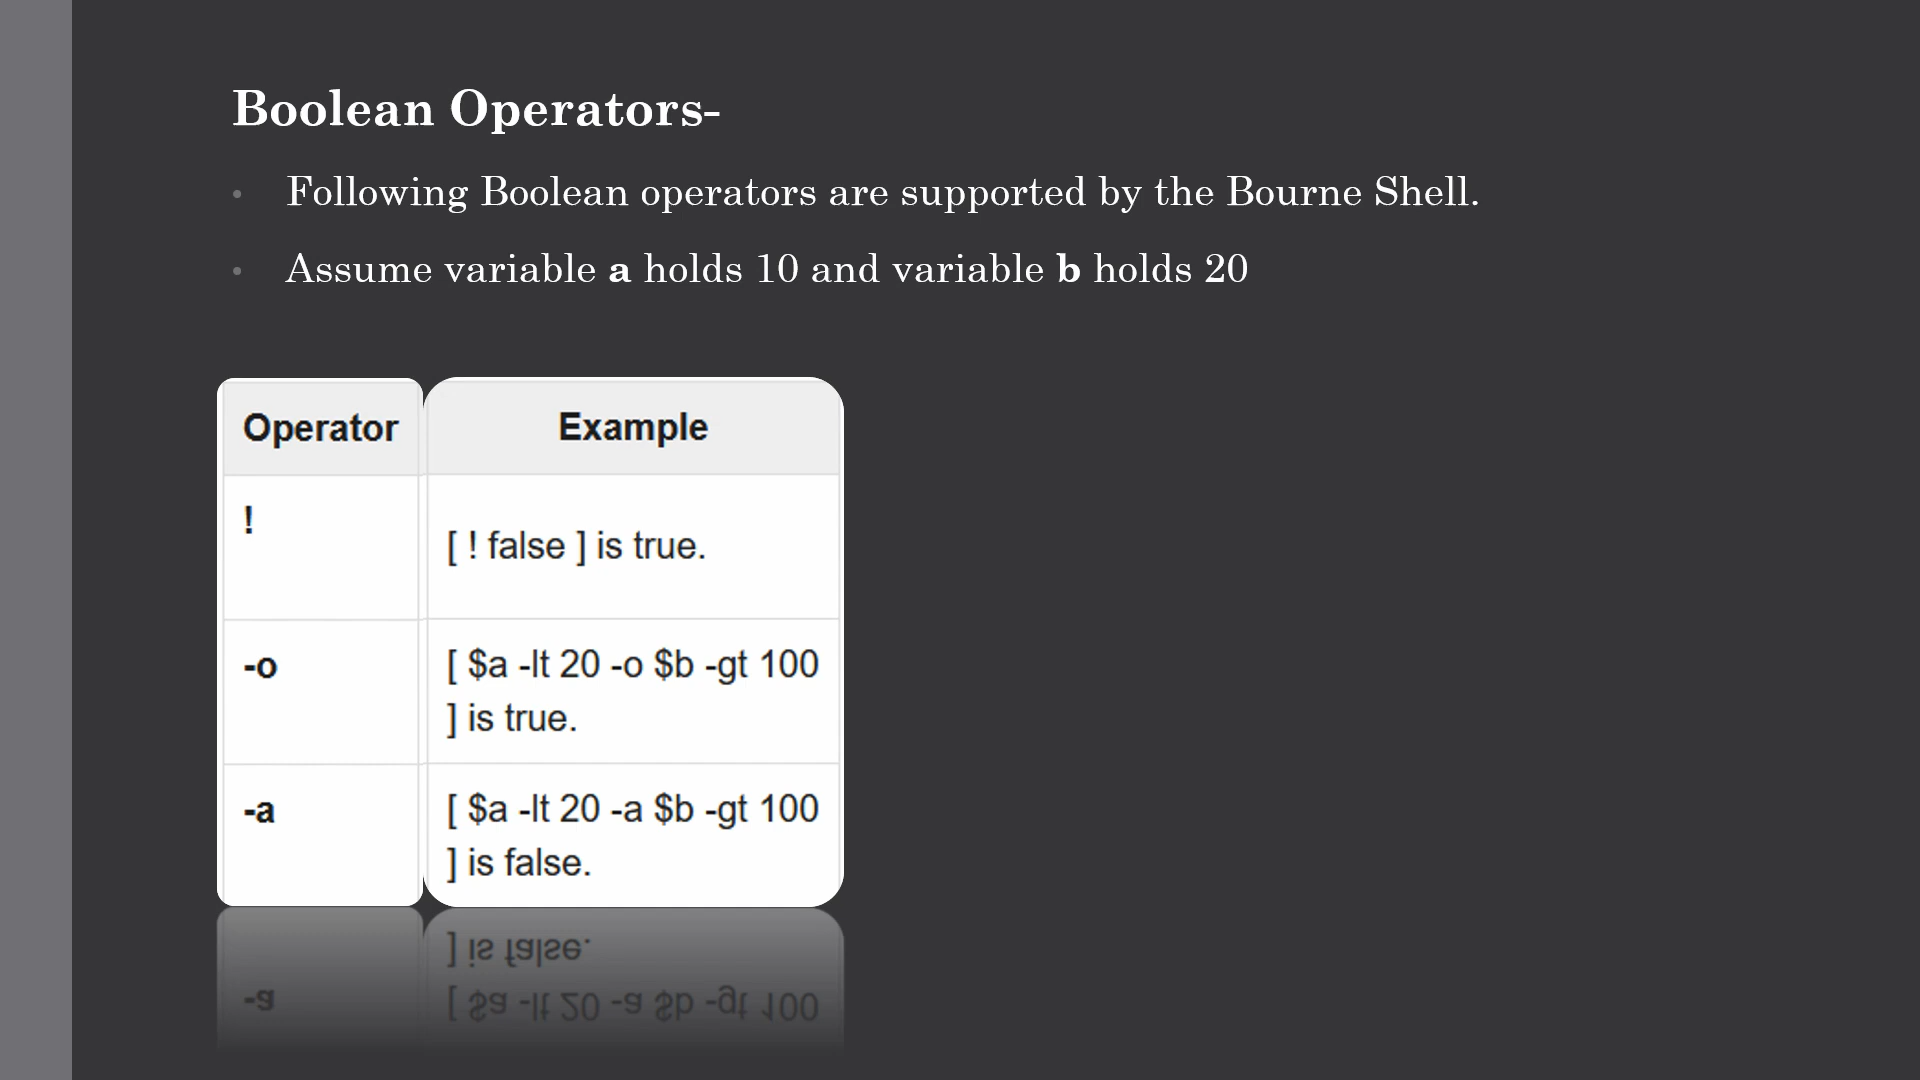 Boolean Operators-
• Following Boolean operators are supported by the Bourne Shell.
• Assume variable a holds 10 and variable b holds 20
Operator Example
!
[ ! false ] is true.
-o [ $a -lt 20 -o $b -gt 100
] is true.
-a [ $a -lt 20 -a $b -gt 100
] is false.